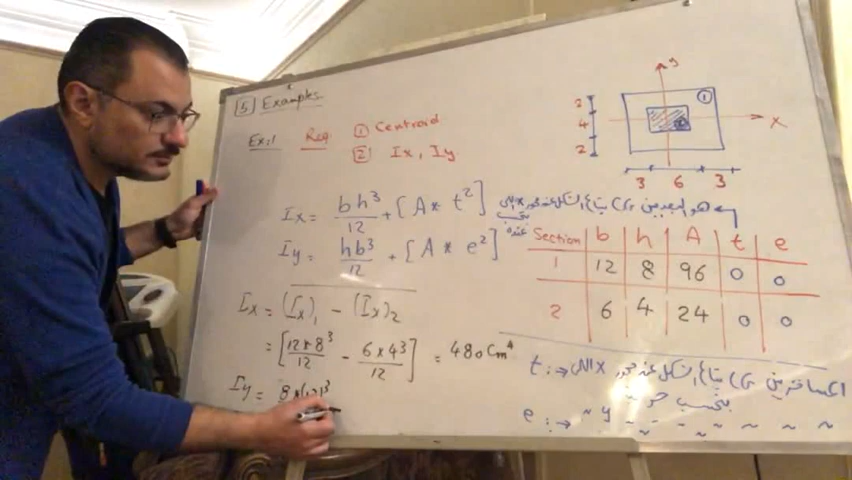 5 Examples
Ex:1 Req 1 Centroid
2 Ix, Iy
y
1
x
2
4
2
3 6 3
Ix = bh³/12 + [A * t²]
Iy = hb³/12 + [A * e²]
Section b h A t e
1 12 8 96 0 0
2 6 4 24 0 0
Ix = (Ix)₁ - (Ix)₂
= [12*8³/12 - 6*4³/12] = 480 Cm⁴
Iy = 8*(12)³
t :→
e :→ ~ y ~ ~ ~ ~ ~ ~